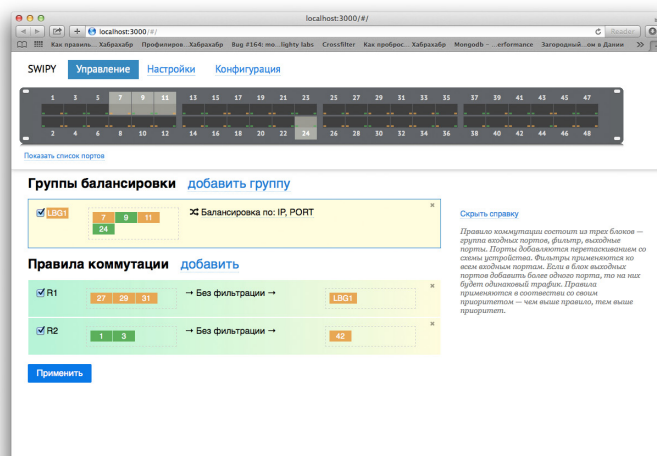 localhost:3000/#/
localhost:3000/#/ Reader
Как правиль... Хабрахабр Профилиров...Хабрахабр Bug #164: mo...lighty labs Crossfilter Как проброс... Хабрахабр Mongodb – ...erformance Загородный...ом в Дании >>
SWIPY Управление Настройки Конфигурация
1 3 5 7 9 11 13 15 17 19 21 23 25 27 29 31 33 35 37 39 41 43 45 47
2 4 6 8 10 12 14 16 18 20 22 24 26 28 30 32 34 36 38 40 42 44 46 48
Показать список портов
Группы балансировки добавить группу
LBG1 7 9 11 Балансировка по: IP, PORT ×
24
Правила коммутации добавить
R1 27 29 31 → Без фильтрации → LBG1 ×
R2 1 3 → Без фильтрации → 42 ×
Применить
Скрыть справку
Правило коммутации состоит из трех блоков —
группа входных портов, фильтр, выходные
порты. Порты добавляются перетаскиванием со
схемы устройства. Фильтры применяются ко
всем входным портам. Если в блок выходных
портов добавить более одного порта, то на них
будет одинаковый трафик. Правила
применяются в соответствии со своим
приоритетом — чем выше правило, тем выше
приоритет.